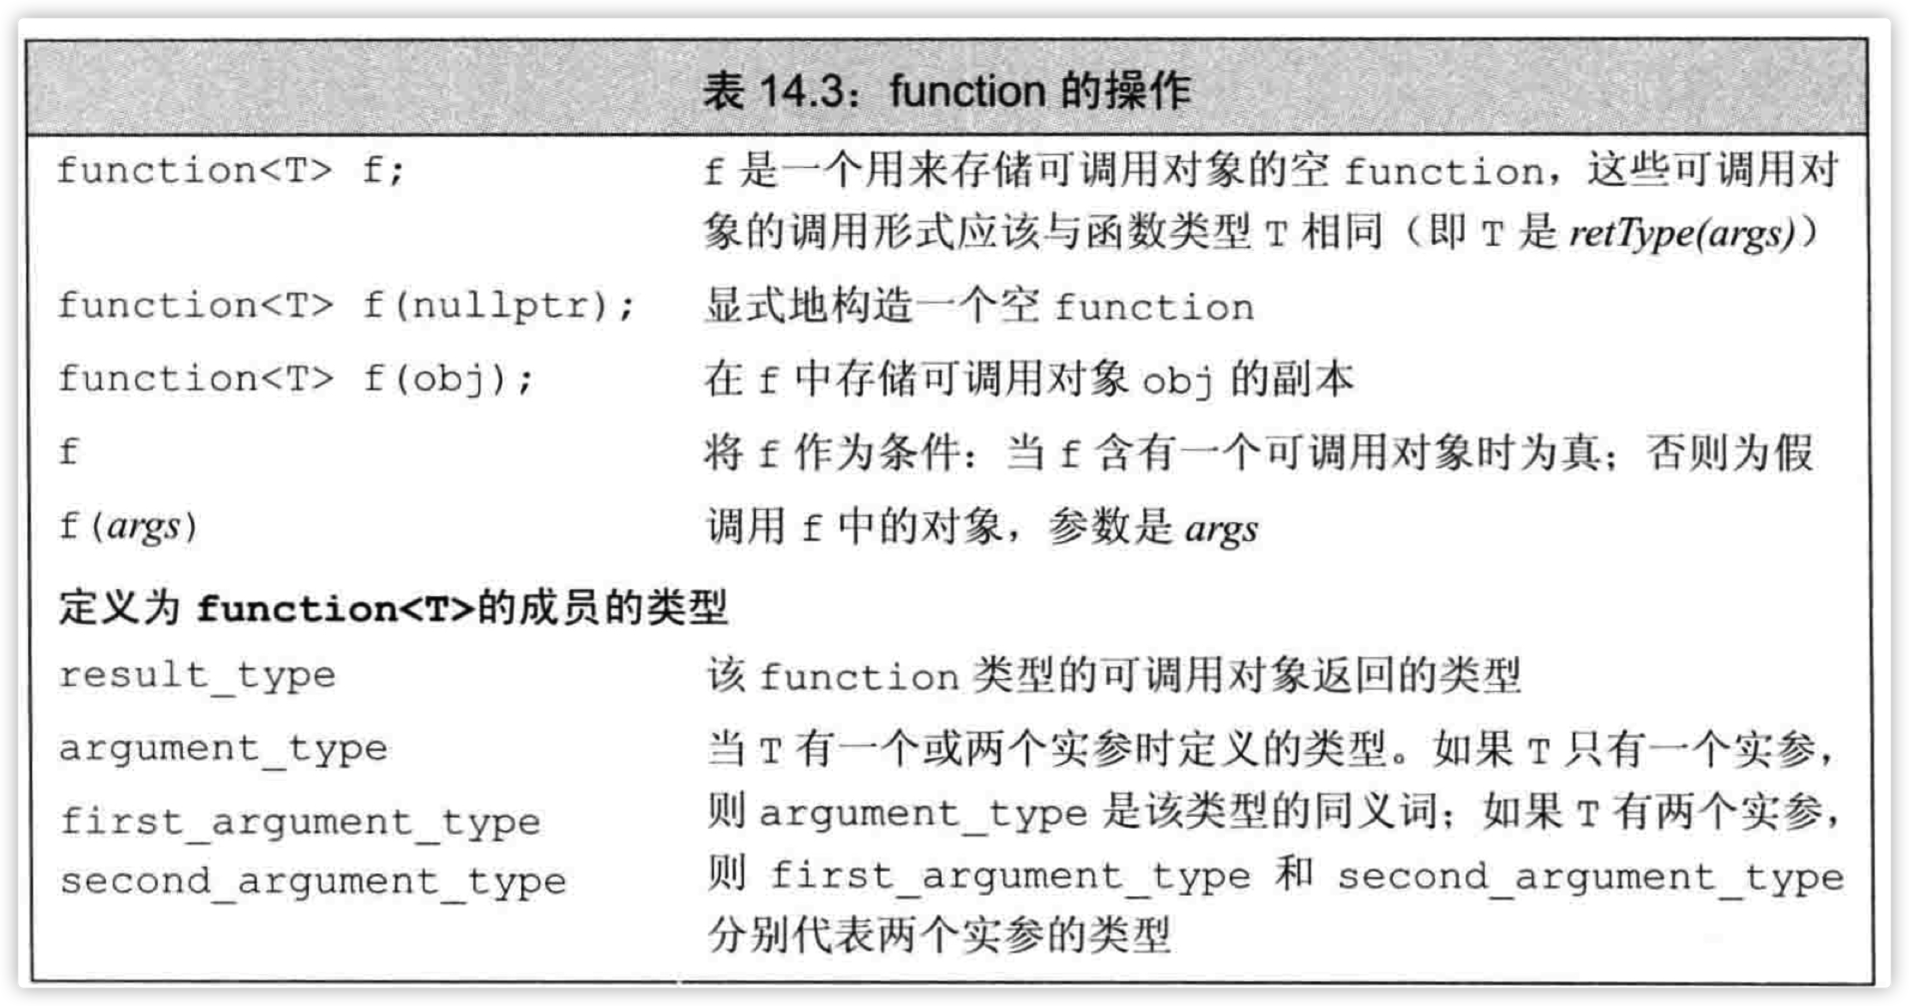 表 14.3：function 的操作
function<T> f;
f 是一个用来存储可调用对象的空 function，这些可调用对
象的调用形式应该与函数类型 T 相同（即 T 是 retType(args)）
function<T> f(nullptr);
显式地构造一个空 function
function<T> f(obj);
在 f 中存储可调用对象 obj 的副本
f
将 f 作为条件：当 f 含有一个可调用对象时为真；否则为假
f(args)
调用 f 中的对象，参数是 args
定义为 function<T>的成员的类型
result_type
该 function 类型的可调用对象返回的类型
argument_type
first_argument_type
second_argument_type
当 T 有一个或两个实参时定义的类型。如果 T 只有一个实参，
则 argument_type 是该类型的同义词；如果 T 有两个实参，
则 first_argument_type 和 second_argument_type
分别代表两个实参的类型